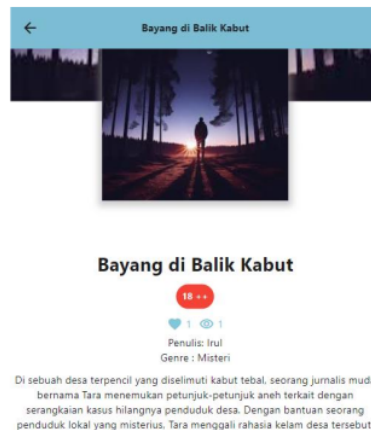 Bayang di Balik Kabut
Bayang di Balik Kabut
18 ++
1 1
Penulis: Irul
Genre : Misteri
Di sebuah desa terpencil yang diselimuti kabut tebal, seorang jurnalis mud
bernama Tara menemukan petunjuk-petunjuk aneh terkait dengan
serangkaian kasus hilangnya penduduk desa. Dengan bantuan seorang
penduduk lokal yang misterius, Tara menggali rahasia kelam desa tersebut